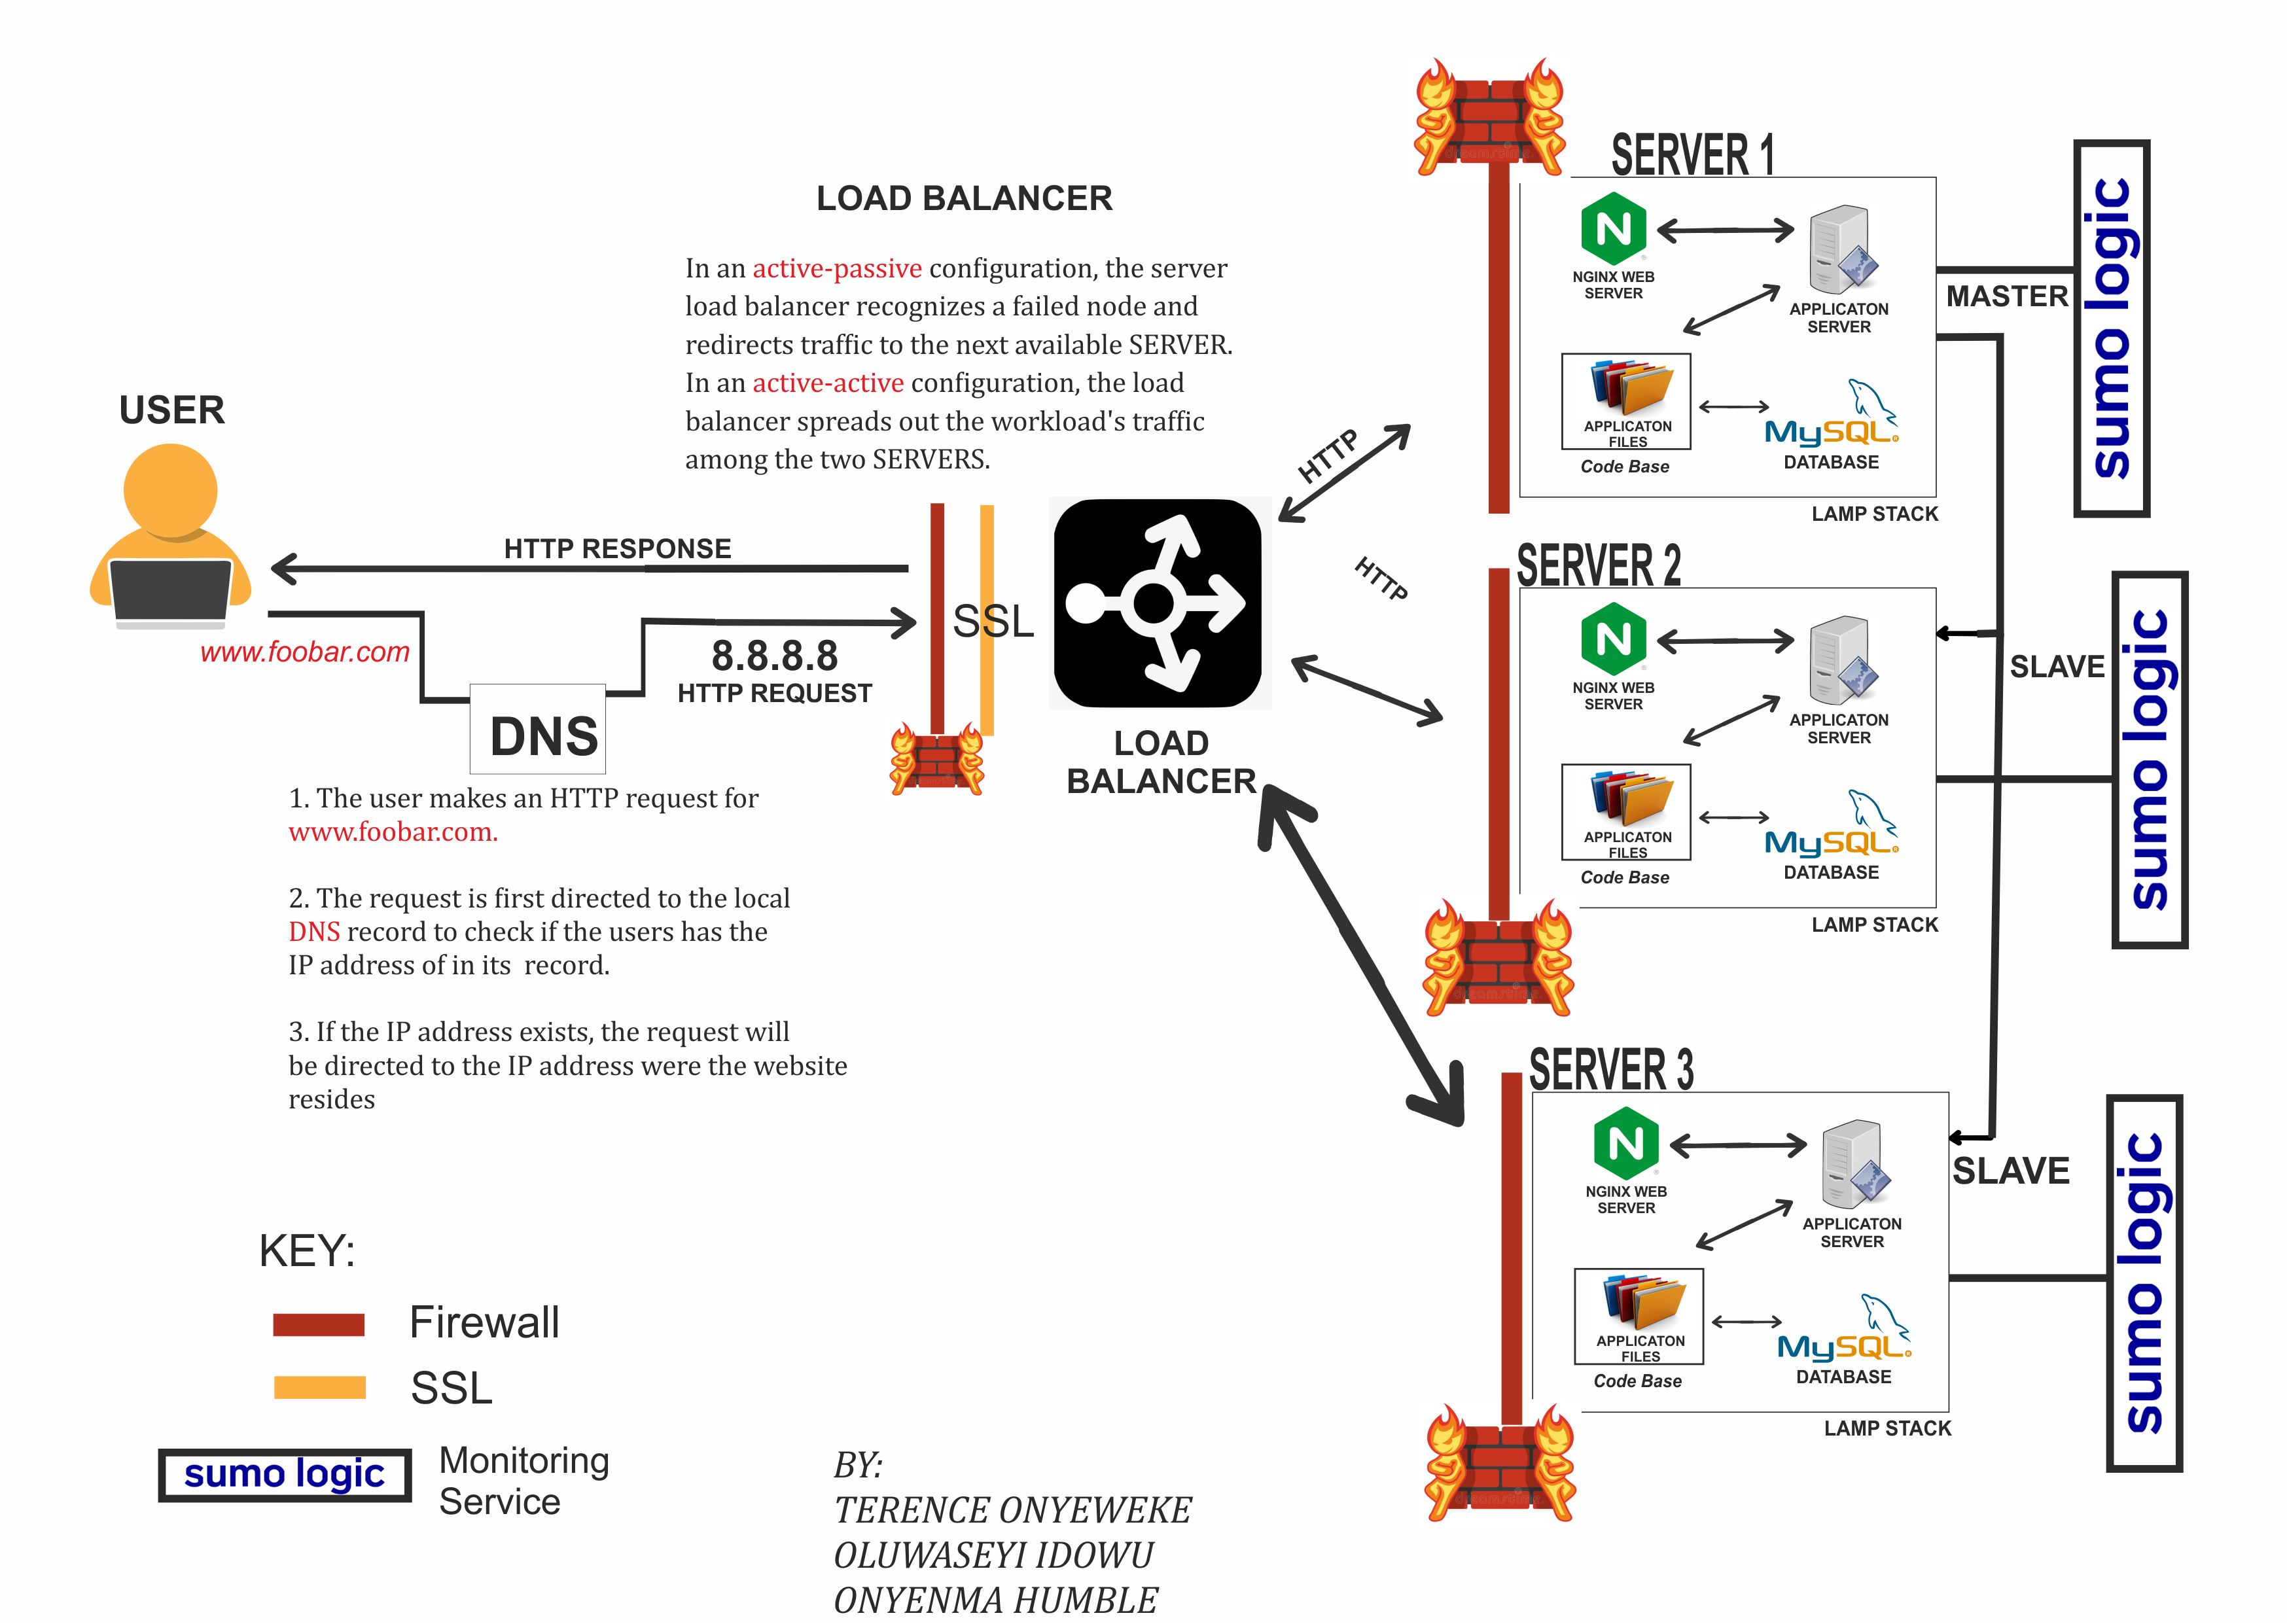 LOAD BALANCER
In an active-passive configuration, the server
load balancer recognizes a failed node and
redirects traffic to the next available SERVER.
In an active-active configuration, the load
balancer spreads out the workload's traffic
among the two SERVERS.
USER
www.foobar.com
HTTP RESPONSE
8.8.8.8
HTTP REQUEST
DNS
SSL
LOAD
BALANCER
HTTP
HTTP
1. The user makes an HTTP request for
www.foobar.com.
2. The request is first directed to the local
DNS record to check if the users has the
IP address of in its record.
3. If the IP address exists, the request will
be directed to the IP address were the website
resides
SERVER 1
N
NGINX WEB
SERVER
APPLICATON
SERVER
APPLICATON
FILES
Code Base
MySQL
DATABASE
LAMP STACK
MASTER
sumo logic
SERVER 2
N
NGINX WEB
SERVER
APPLICATON
SERVER
APPLICATON
FILES
Code Base
MySQL
DATABASE
LAMP STACK
SLAVE
sumo logic
SERVER 3
N
NGINX WEB
SERVER
APPLICATON
SERVER
APPLICATON
FILES
Code Base
MySQL
DATABASE
LAMP STACK
SLAVE
sumo logic
KEY:
Firewall
SSL
sumo logic
Monitoring
Service
BY:
TERENCE ONYEWEKE
OLUWASEYI IDOWU
ONYENMA HUMBLE